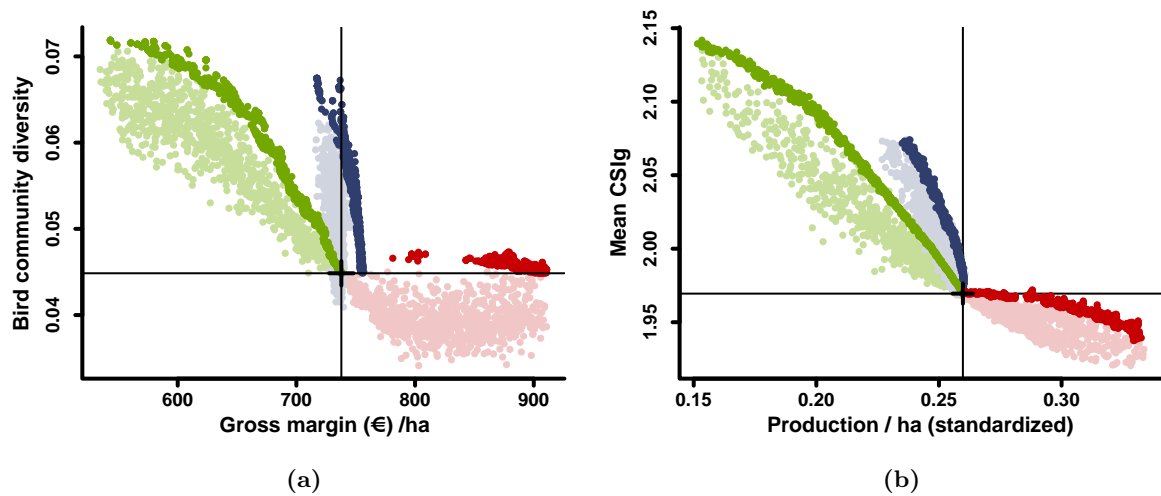 Bird community diversity
0.07
0.06
0.05
0.04
600
700
800
900
Gross margin (€) /ha
(a)
Mean CSIg
2.15
2.10
2.05
2.00
1.95
0.15
0.20
0.25
0.30
Production / ha (standardized)
(b)